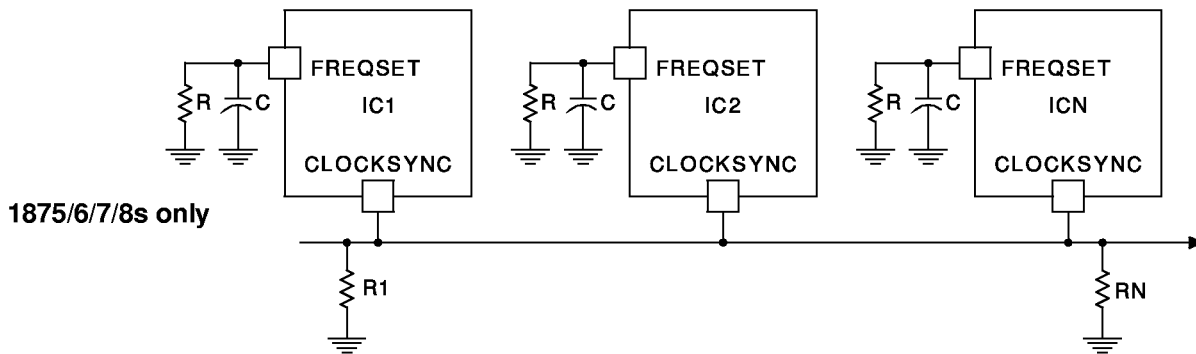 FREQSET
R
C
IC1
CLOCKSYNC
FREQSET
R
C
IC2
CLOCKSYNC
FREQSET
R
C
ICN
CLOCKSYNC
1875/6/7/8s only
R1
RN